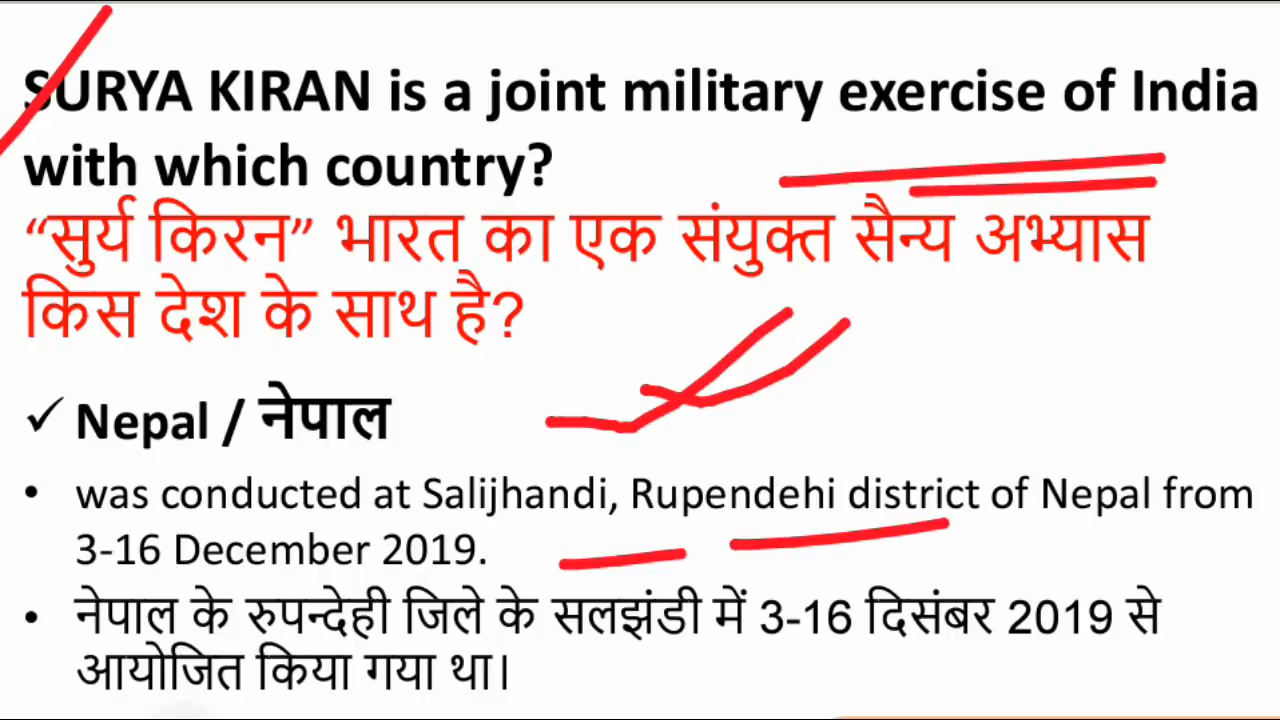 SURYA KIRAN is a joint military exercise of India
with which country?
“सुर्य किरन” भारत का एक संयुक्त सैन्य अभ्यास
किस देश के साथ है?
✓ Nepal / नेपाल
• was conducted at Salijhandi, Rupendehi district of Nepal from
3-16 December 2019.
• नेपाल के रुपन्देही जिले के सलझंडी में 3-16 दिसंबर 2019 से
आयोजित किया गया था।